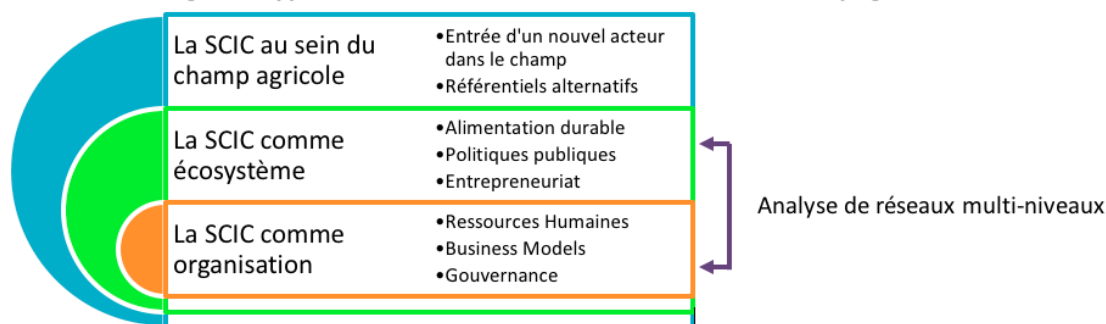 La SCIC au sein du
champ agricole
•Entrée d'un nouvel acteur
dans le champ
•Référentiels alternatifs
La SCIC comme
écosystème
•Alimentation durable
•Politiques publiques
•Entrepreneuriat
La SCIC comme
organisation
•Ressources Humaines
•Business Models
•Gouvernance
Analyse de réseaux multi-niveaux